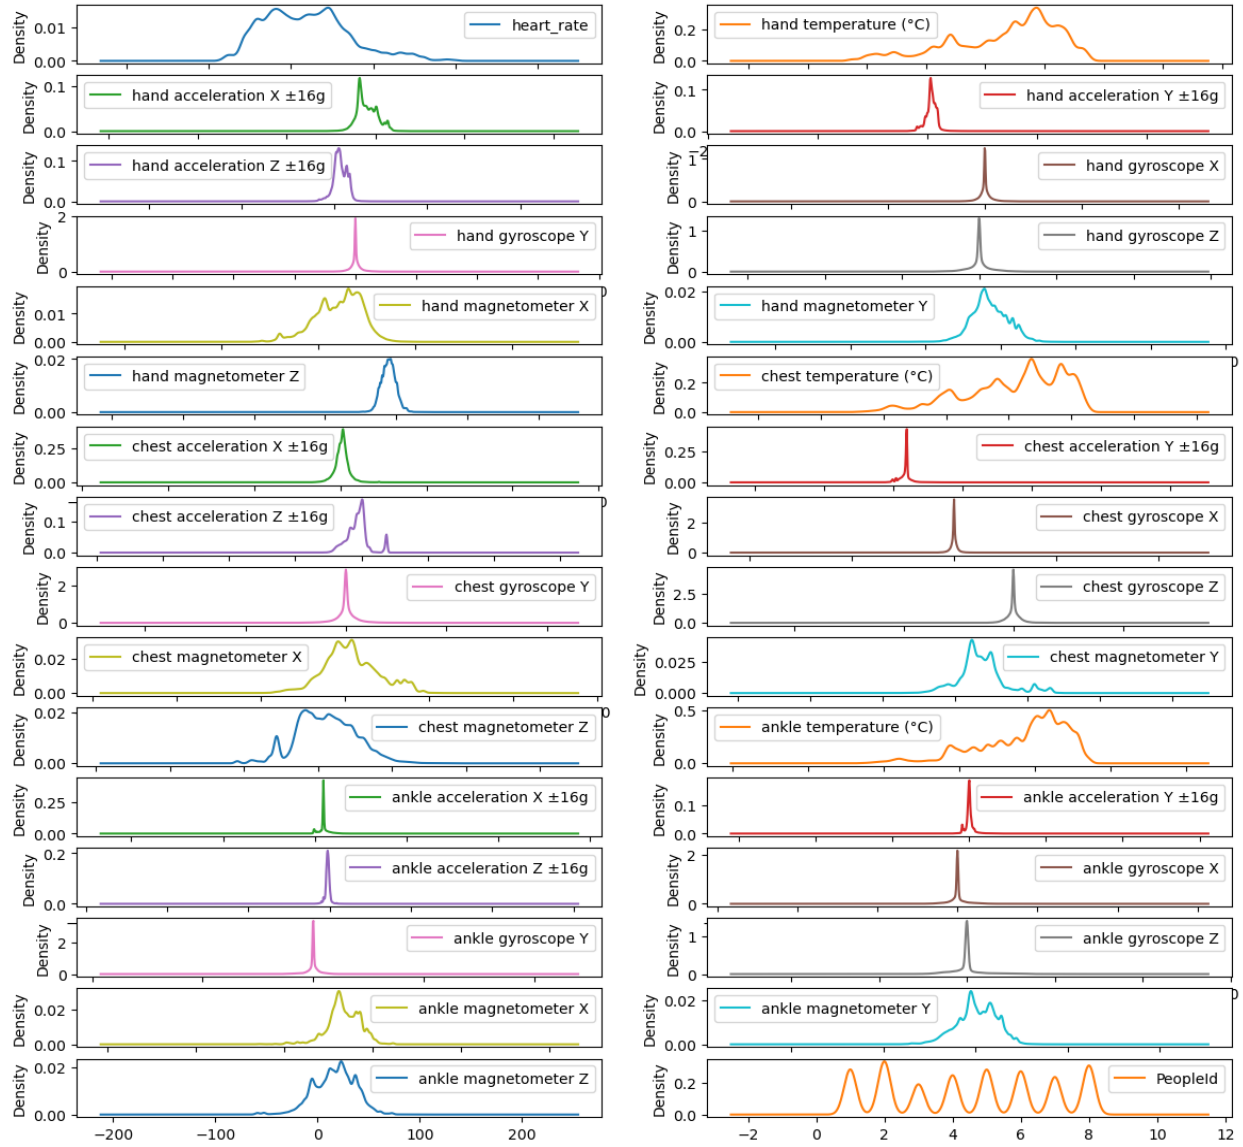 Density 0.01 0.00 heart_rate
Density 0.2 0.0 hand temperature (°C)
Density 0.1 0.0 hand acceleration X ±16g
Density 0.1 0.0 hand acceleration Y ±16g
Density 0.1 0.0 hand acceleration Z ±16g
−2
Density 1 0 hand gyroscope X
Density 2 0 hand gyroscope Y
Density 1 0 hand gyroscope Z
0
Density 0.01 0.00 hand magnetometer X
Density 0.02 0.00 hand magnetometer Y
0
Density 0.02 0.00 hand magnetometer Z
Density 0.2 0.0 chest temperature (°C)
Density 0.25 0.00 chest acceleration X ±16g
Density 0.25 0.00 chest acceleration Y ±16g
0
Density 0.1 0.0 chest acceleration Z ±16g
Density 2 0 chest gyroscope X
Density 2 0 chest gyroscope Y
Density 2.5 0.0 chest gyroscope Z
Density 0.02 0.00 chest magnetometer X
Density 0.025 0.000 chest magnetometer Y
0
Density 0.02 0.00 chest magnetometer Z
Density 0.5 0.0 ankle temperature (°C)
Density 0.25 0.00 ankle acceleration X ±16g
Density 0.1 0.0 ankle acceleration Y ±16g
Density 0.2 0.0 ankle acceleration Z ±16g
Density 2 0 ankle gyroscope X
Density 2 0 ankle gyroscope Y
Density 1 0 ankle gyroscope Z
0
Density 0.02 0.00 ankle magnetometer X
Density 0.02 0.00 ankle magnetometer Y
Density 0.02 0.00 ankle magnetometer Z
Density 0.2 0.0 PeopleId
−200 −100 0 100 200
−2 0 2 4 6 8 10 12